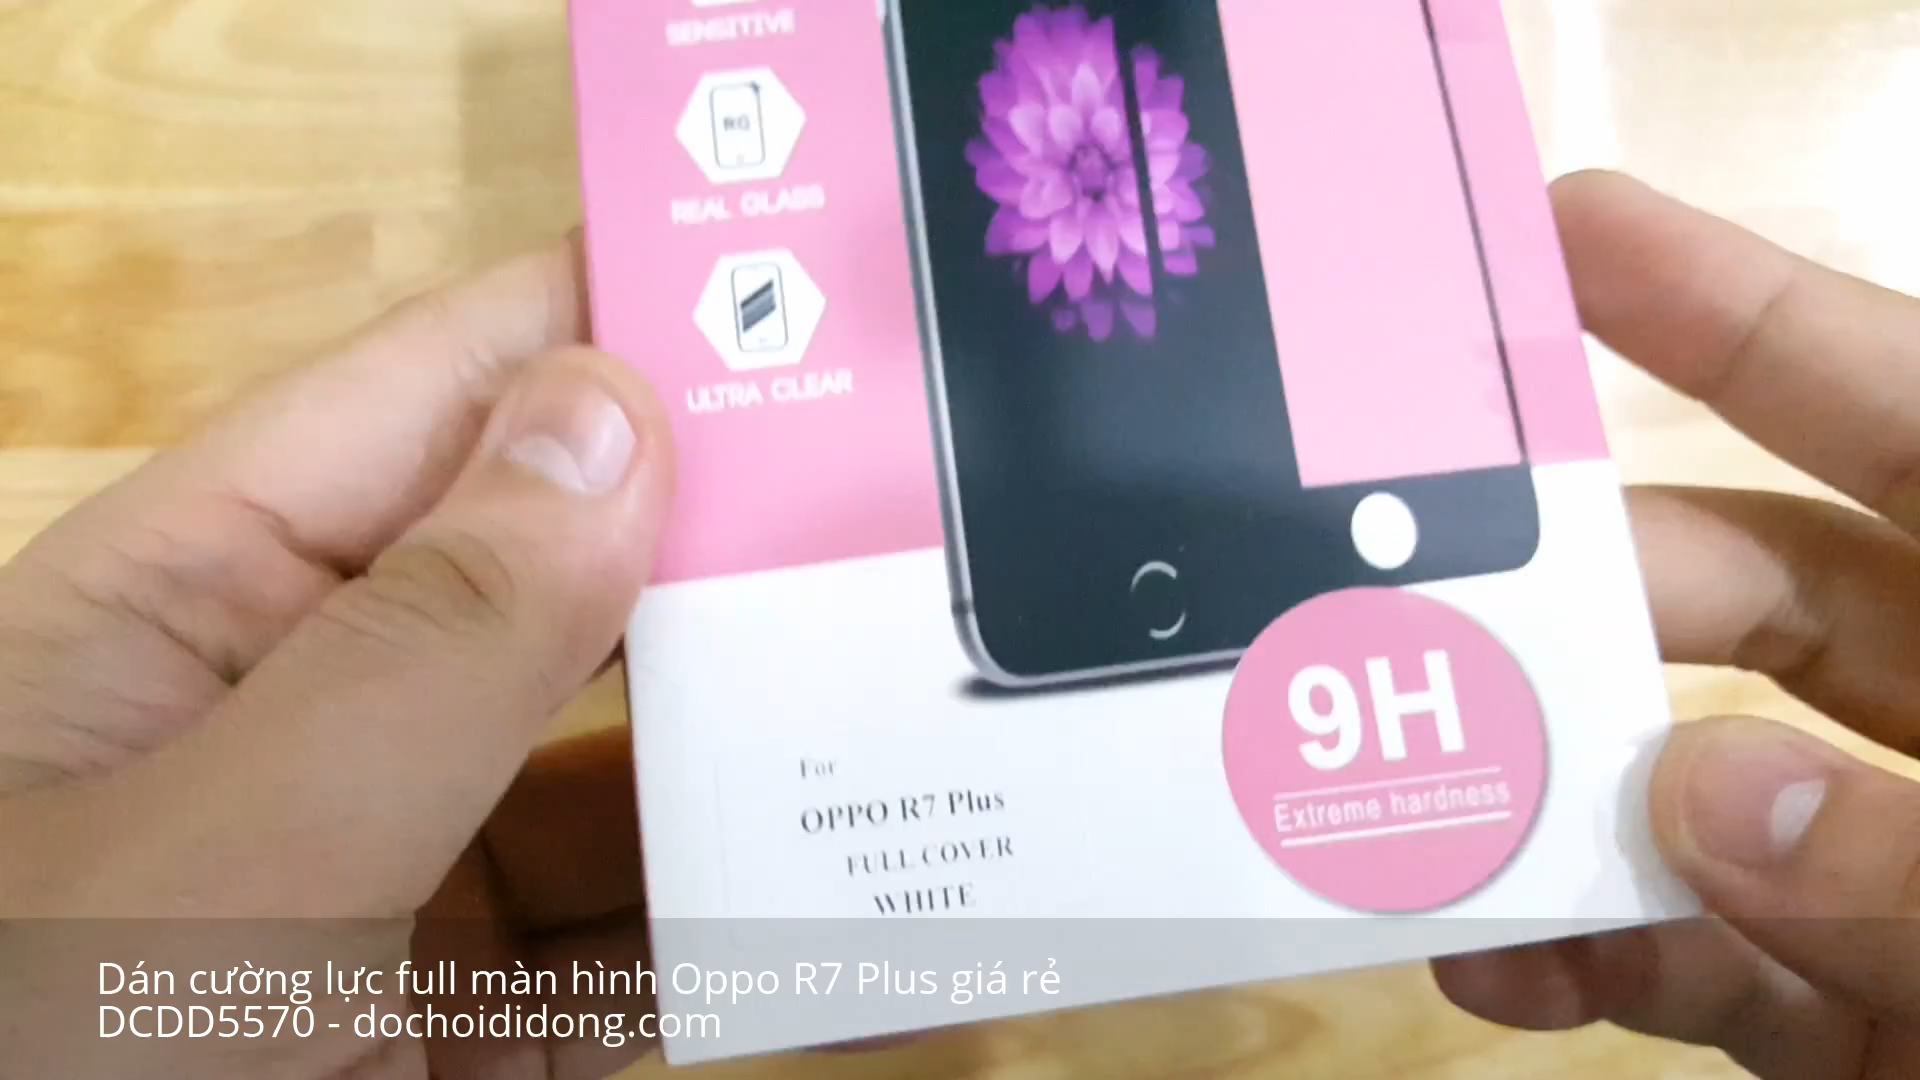 SENSITIVE
RG
REAL GLASS
ULTRA CLEAR
9H
Extreme hardness
For
OPPO R7 Plus
FULL COVER
WHITE
Dán cường lực full màn hình Oppo R7 Plus giá rẻ
DCDD5570 - dochoididong.com